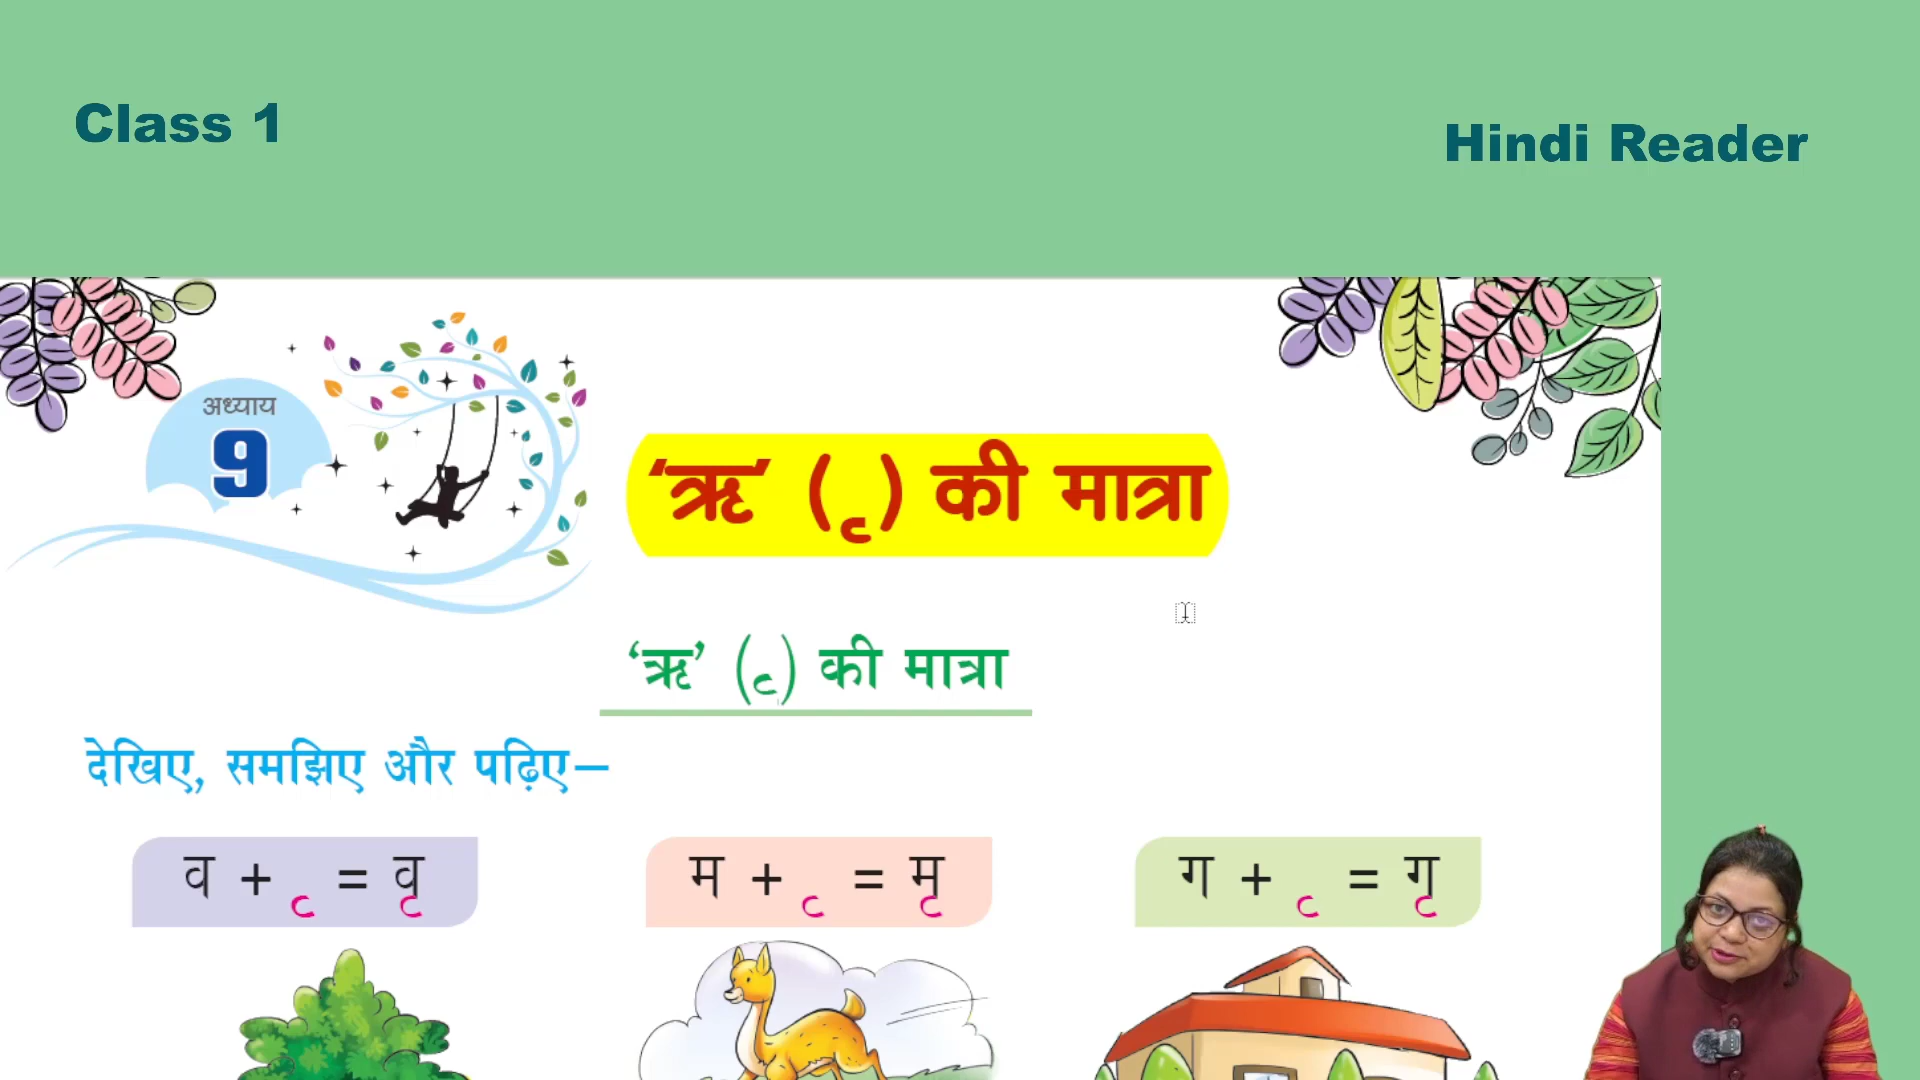 Class 1
Hindi Reader
अध्याय
9
‘ऋ’ (ृ) की मात्रा
‘ऋ’ (ृ) की मात्रा
देखिए, समझिए और पढ़िए–
व + ृ = वृ
म + ृ = मृ
ग + ृ = गृ